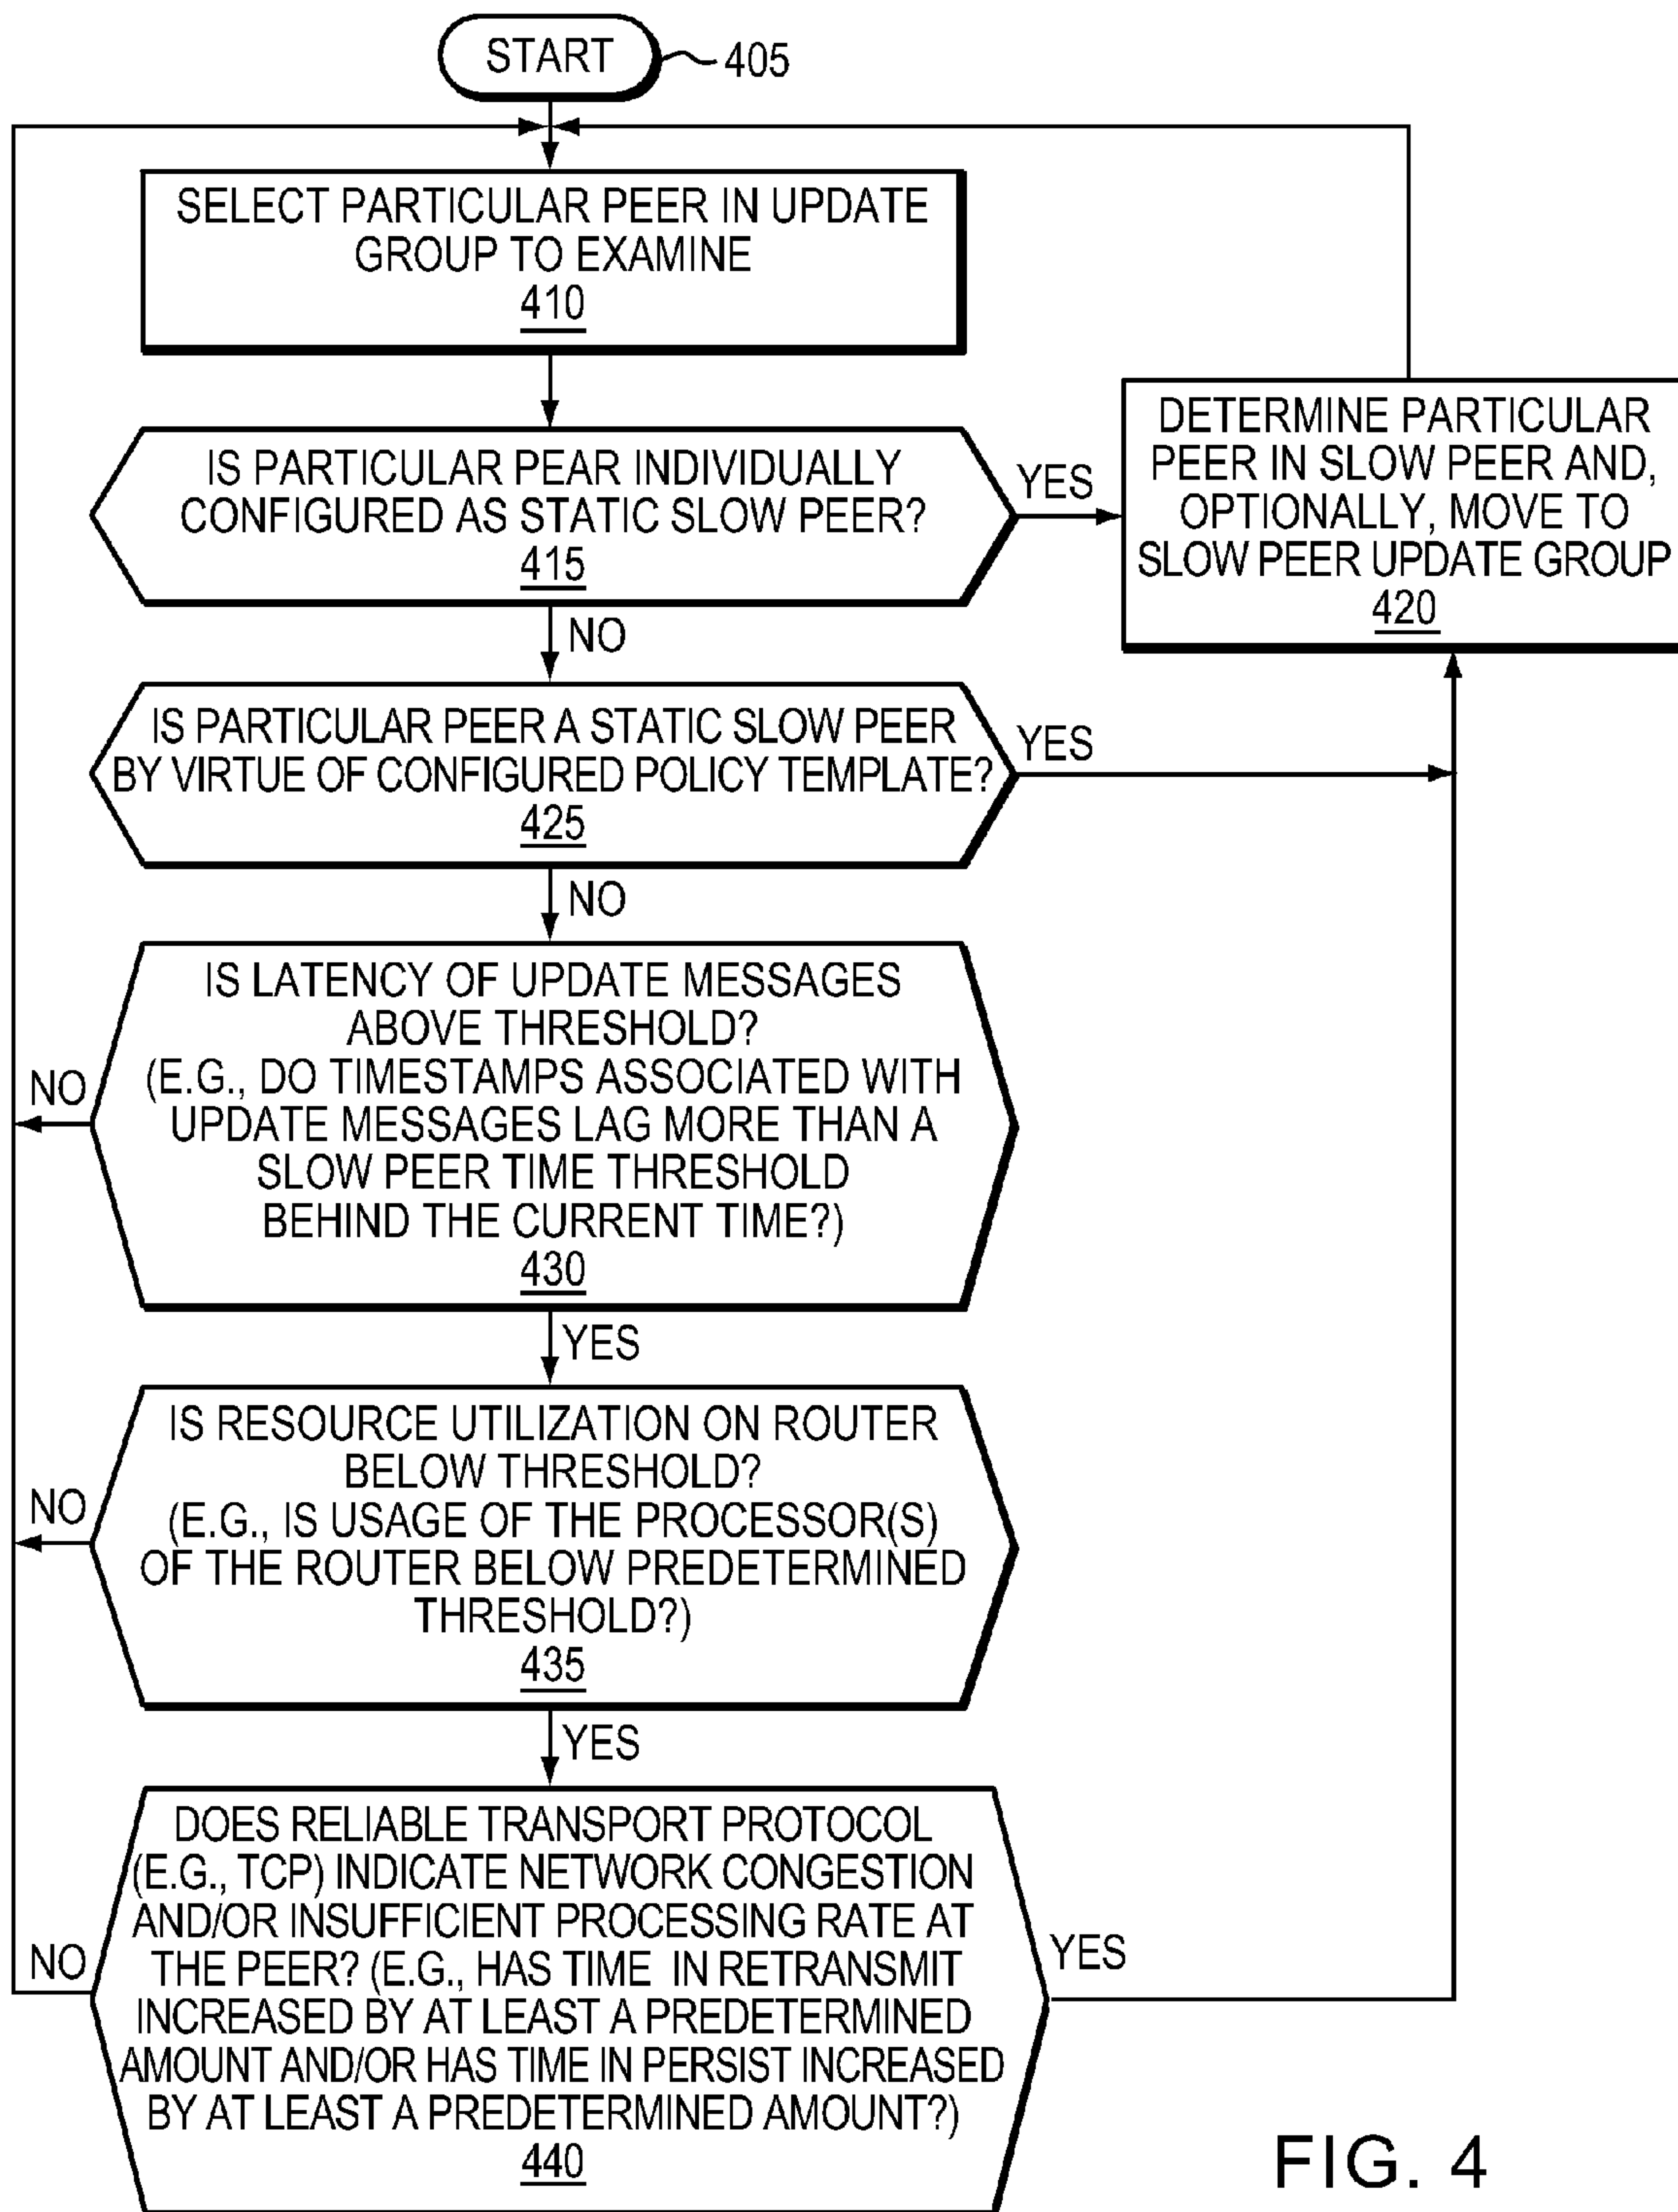 START
405
SELECT PARTICULAR PEER IN UPDATE
GROUP TO EXAMINE
410
IS PARTICULAR PEAR INDIVIDUALLY
CONFIGURED AS STATIC SLOW PEER?
415
YES
DETERMINE PARTICULAR
PEER IN SLOW PEER AND,
OPTIONALLY, MOVE TO
SLOW PEER UPDATE GROUP
420
NO
IS PARTICULAR PEER A STATIC SLOW PEER
BY VIRTUE OF CONFIGURED POLICY TEMPLATE?
425
YES
NO
IS LATENCY OF UPDATE MESSAGES
ABOVE THRESHOLD?
(E.G., DO TIMESTAMPS ASSOCIATED WITH
UPDATE MESSAGES LAG MORE THAN A
SLOW PEER TIME THRESHOLD
BEHIND THE CURRENT TIME?)
430
NO
YES
IS RESOURCE UTILIZATION ON ROUTER
BELOW THRESHOLD?
(E.G., IS USAGE OF THE PROCESSOR(S)
OF THE ROUTER BELOW PREDETERMINED
THRESHOLD?)
435
NO
YES
DOES RELIABLE TRANSPORT PROTOCOL
(E.G., TCP) INDICATE NETWORK CONGESTION
AND/OR INSUFFICIENT PROCESSING RATE AT
THE PEER? (E.G., HAS TIME IN RETRANSMIT
INCREASED BY AT LEAST A PREDETERMINED
AMOUNT AND/OR HAS TIME IN PERSIST INCREASED
BY AT LEAST A PREDETERMINED AMOUNT?)
440
NO
YES
FIG. 4